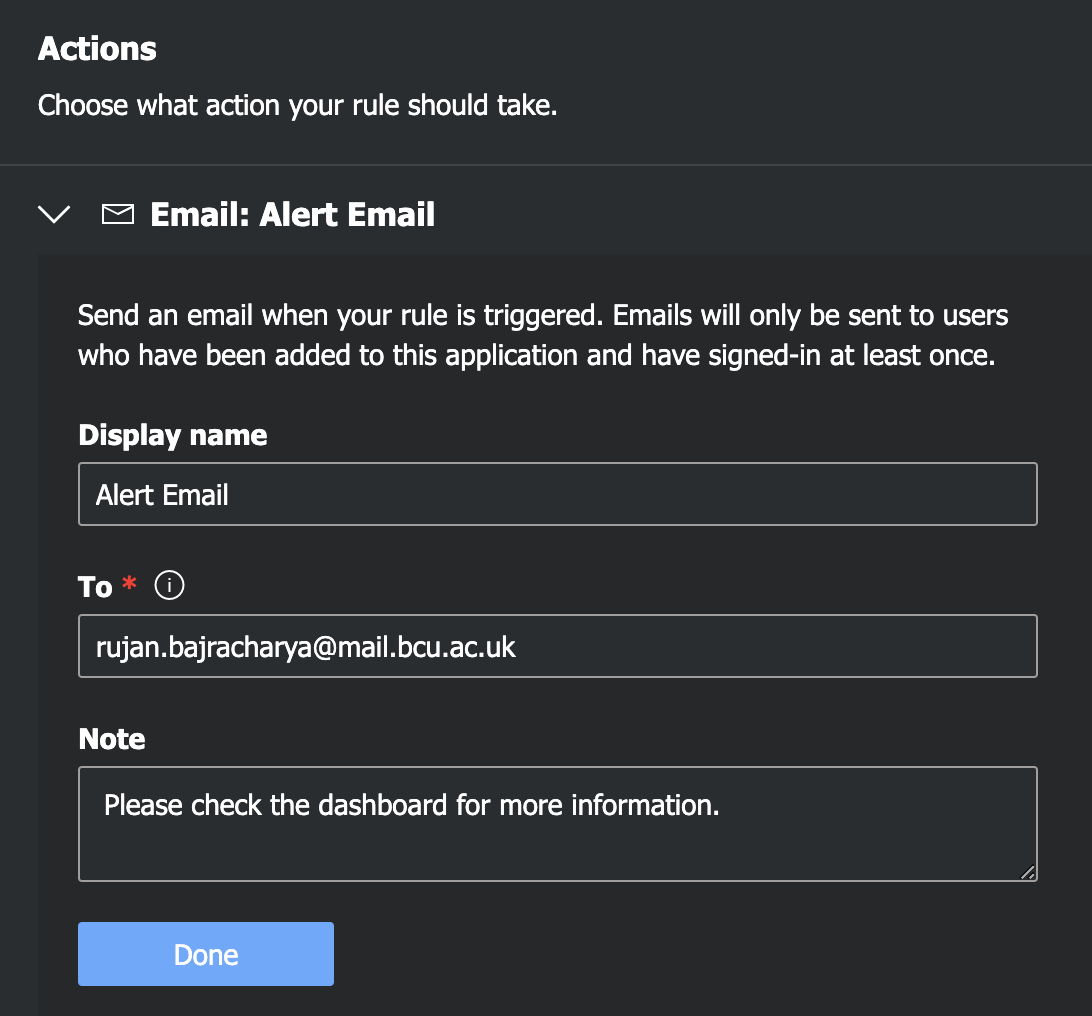 Actions
Choose what action your rule should take.
Email: Alert Email
Send an email when your rule is triggered. Emails will only be sent to users
who have been added to this application and have signed-in at least once.
Display name
Alert Email
To *
rujan.bajracharya@mail.bcu.ac.uk
Note
Please check the dashboard for more information.
Done